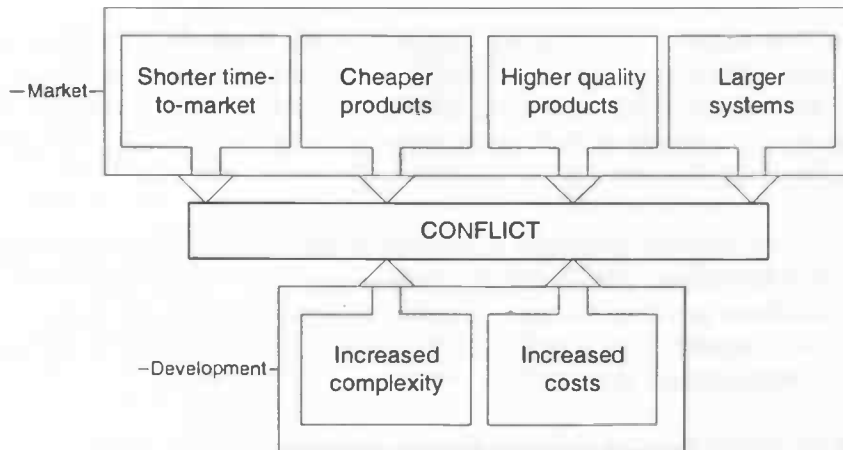 Market
Shorter time-
to-market
Cheaper
products
Higher quality
products
Larger
systems
CONFLICT
Development
Increased
complexity
Increased
costs